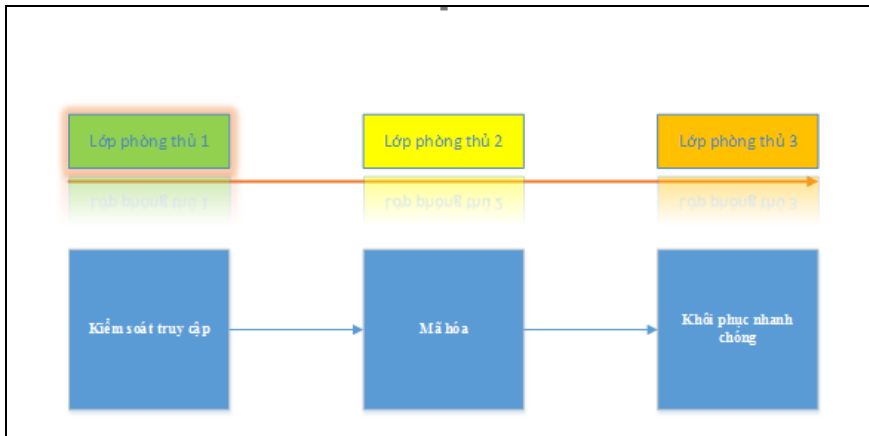 Lớp phòng thủ 1
Lớp phòng thủ 2
Lớp phòng thủ 3
Kiểm soát truy cập
Mã hóa
Khôi phục nhanh
chóng